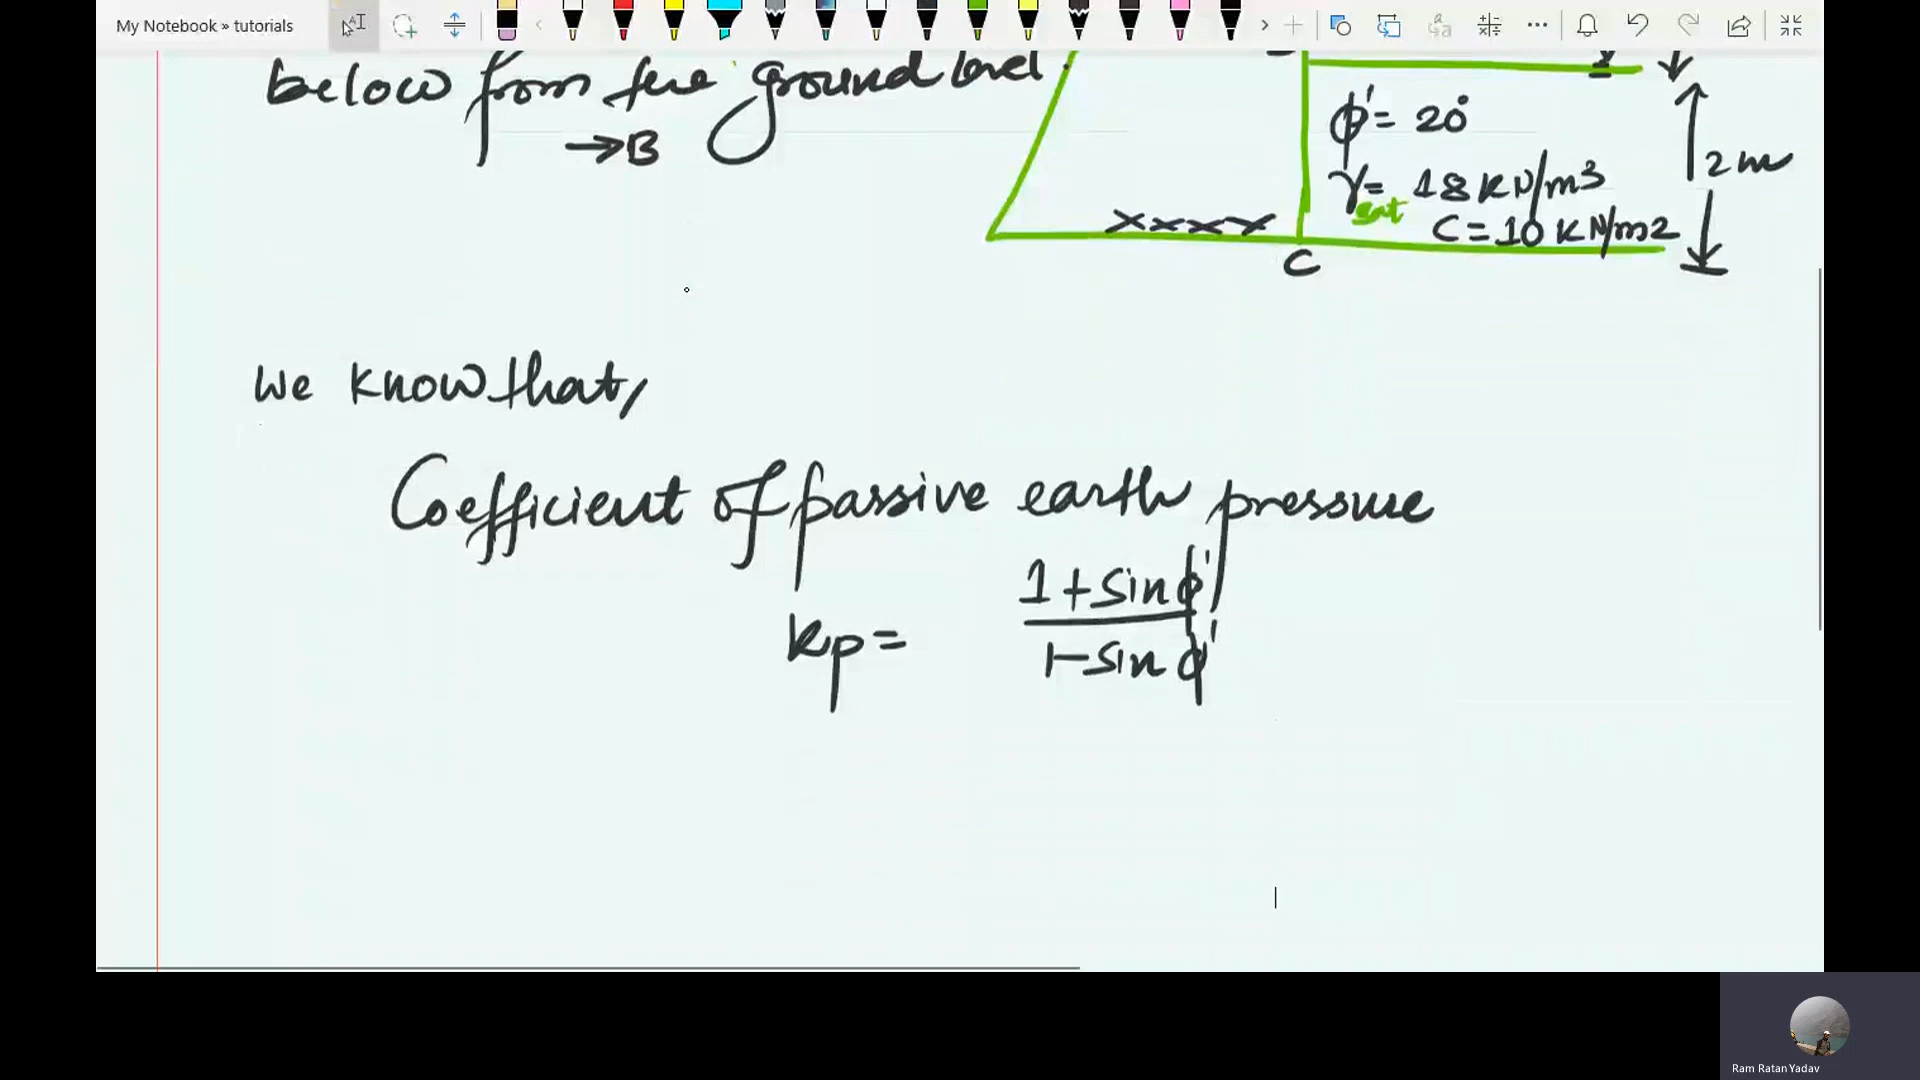 My Notebook » tutorials
below from the ground level.
→B
ϕ'= 20°
2m
γsat= 18 KN/m3
C=10 KN/m2
xxxx
C
We know that,
Coefficient of passive earth pressure
kp= 1+sinϕ' / 1-sinϕ'
Ram Ratan Yadav